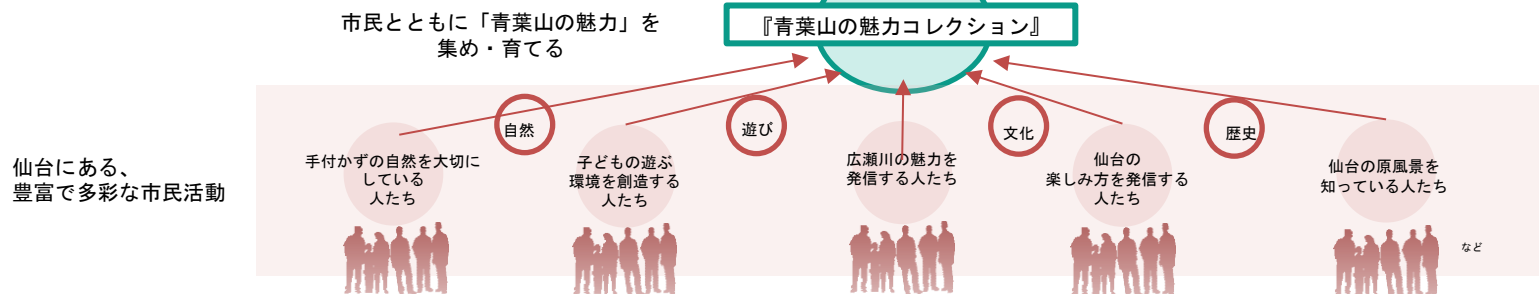 市民とともに「青葉山の魅力」を
集め・育てる
『青葉山の魅力コレクション』
自然
遊び
文化
歴史
仙台にある、
豊富で多彩な市民活動
手付かずの自然を大切に
している
人たち
子どもの遊ぶ
環境を創造する
人たち
広瀬川の魅力を
発信する人たち
仙台の
楽しみ方を発信する
人たち
仙台の原風景を
知っている人たち
など